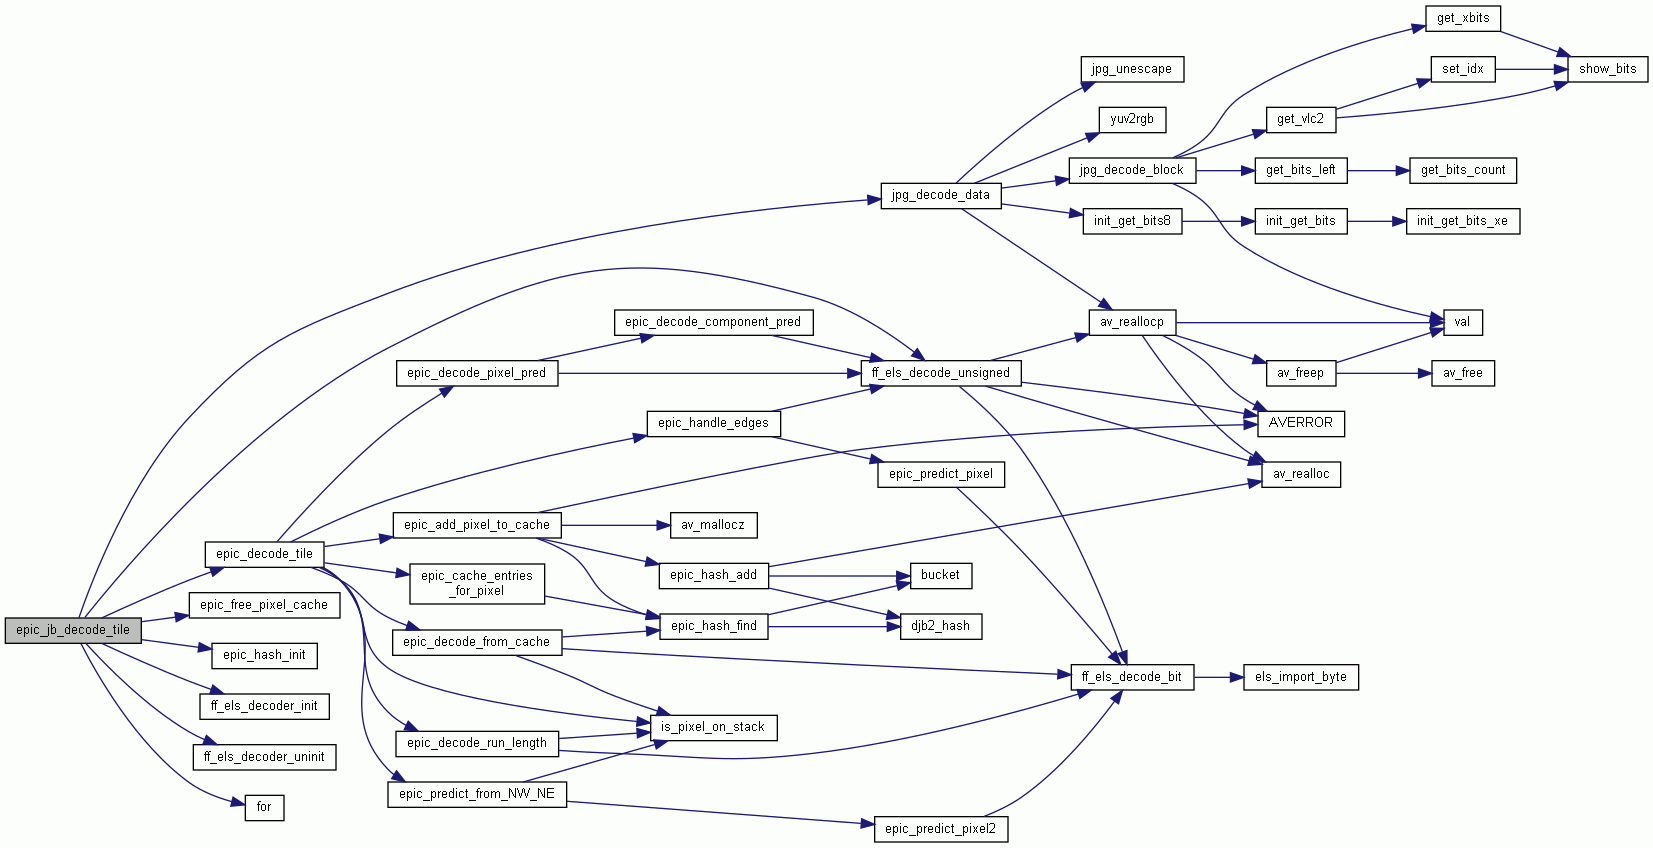 get_xbits
jpg_unescape
set_idx
show_bits
yuv2rgb
get_vlc2
jpg_decode_block
get_bits_left
get_bits_count
jpg_decode_data
init_get_bits8
init_get_bits
init_get_bits_xe
epic_decode_component_pred
av_reallocp
val
epic_decode_pixel_pred
ff_els_decode_unsigned
av_freep
av_free
epic_handle_edges
AVERROR
epic_predict_pixel
av_realloc
epic_add_pixel_to_cache
av_mallocz
epic_decode_tile
epic_cache_entries
_for_pixel
epic_hash_add
bucket
epic_free_pixel_cache
epic_jb_decode_tile
epic_hash_find
djb2_hash
epic_decode_from_cache
epic_hash_init
ff_els_decode_bit
els_import_byte
ff_els_decoder_init
is_pixel_on_stack
epic_decode_run_length
ff_els_decoder_uninit
epic_predict_from_NW_NE
for
epic_predict_pixel2